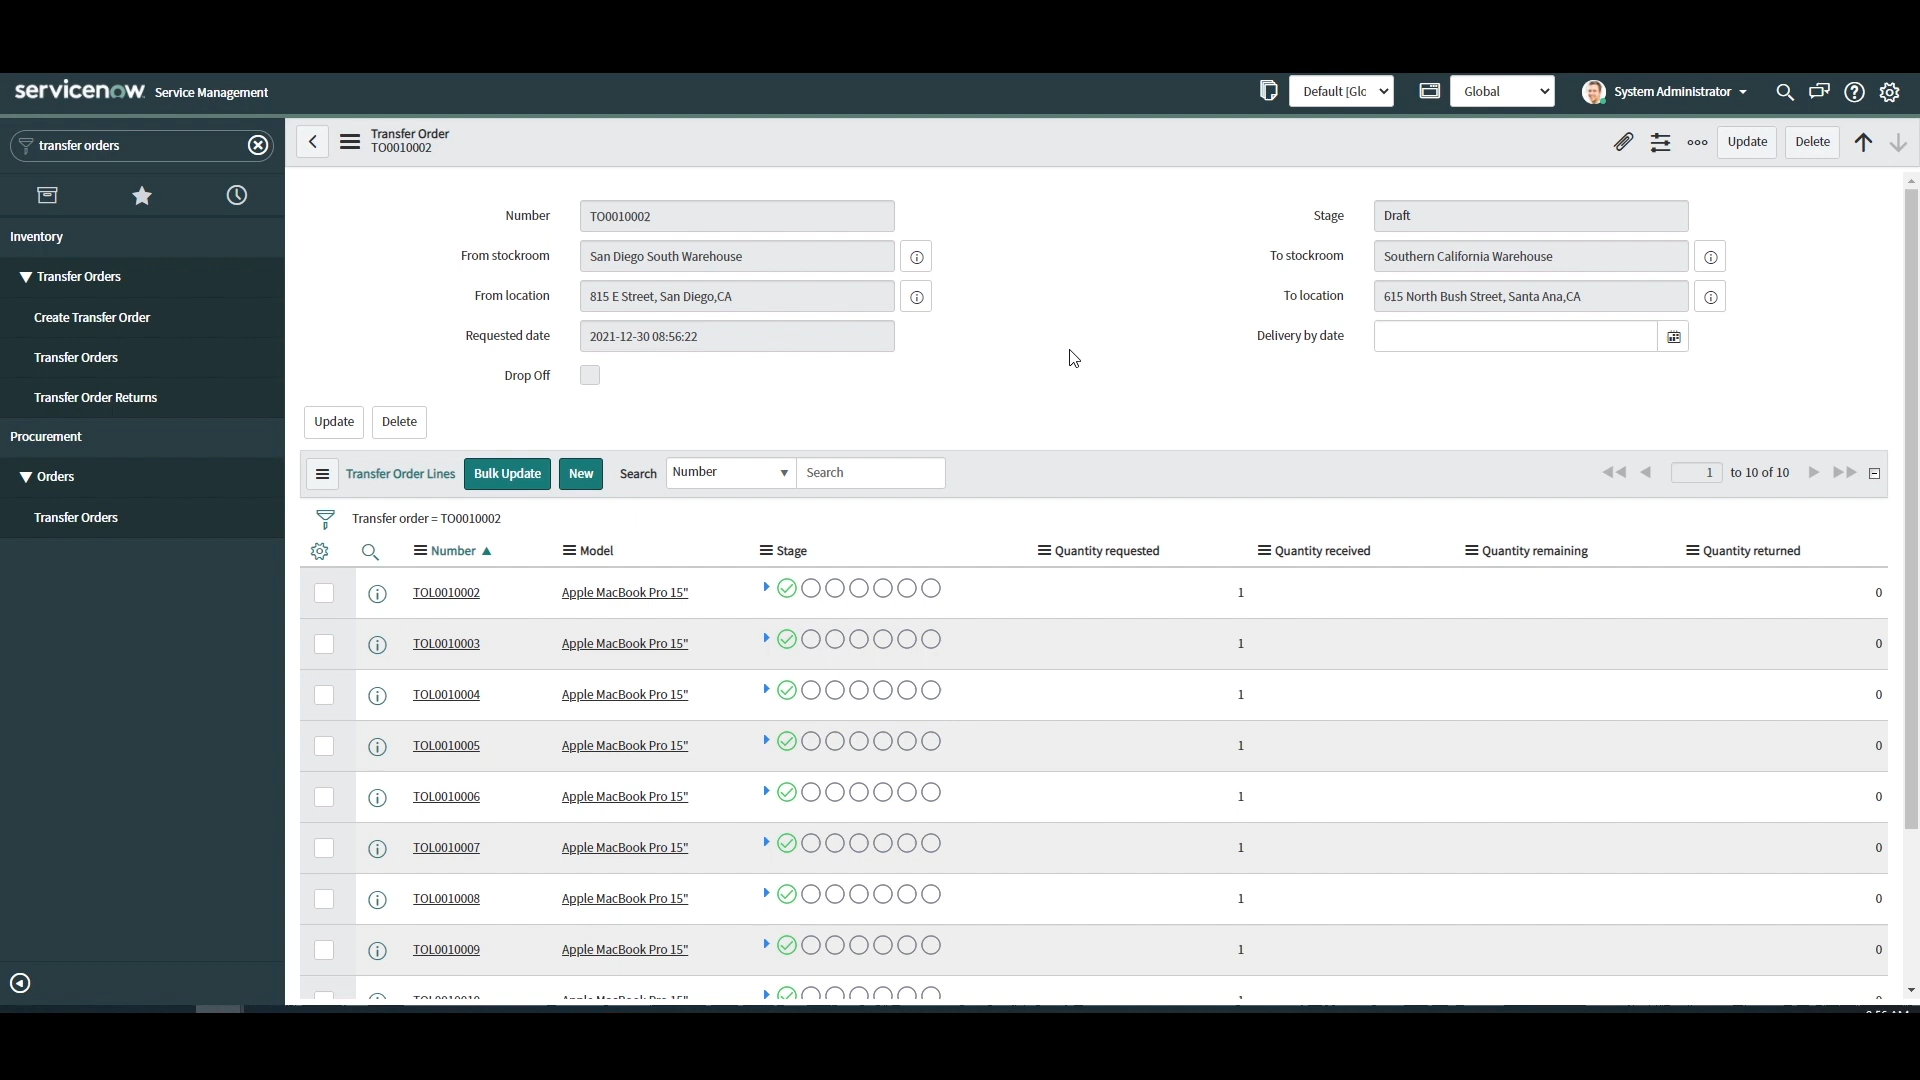 servicenow Service Management
Default [Glo
Global
System Administrator
transfer orders
Inventory
Transfer Orders
Create Transfer Order
Transfer Orders
Transfer Order Returns
Procurement
Orders
Transfer Orders
Transfer Order
TO0010002
Update
Delete
Number
TO0010002
Stage
Draft
From stockroom
San Diego South Warehouse
To stockroom
Southern California Warehouse
From location
815 E Street, San Diego,CA
To location
615 North Bush Street, Santa Ana,CA
Requested date
2021-12-30 08:56:22
Delivery by date
Drop Off
Update
Delete
Transfer Order Lines
Bulk Update
New
Search
Number
Search
1 to 10 of 10
Transfer order = TO0010002
Number Model Stage Quantity requested Quantity received Quantity remaining Quantity returned
TOL0010002 Apple MacBook Pro 15" 1 0
TOL0010003 Apple MacBook Pro 15" 1 0
TOL0010004 Apple MacBook Pro 15" 1 0
TOL0010005 Apple MacBook Pro 15" 1 0
TOL0010006 Apple MacBook Pro 15" 1 0
TOL0010007 Apple MacBook Pro 15" 1 0
TOL0010008 Apple MacBook Pro 15" 1 0
TOL0010009 Apple MacBook Pro 15" 1 0